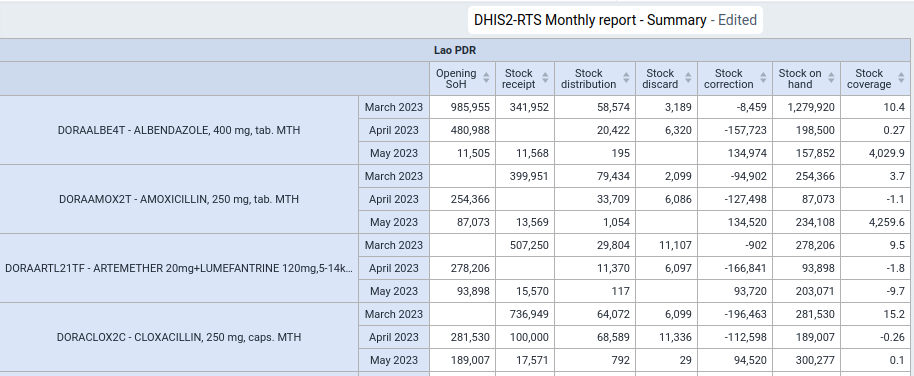 DHIS2-RTS Monthly report - Summary - Edited
Lao PDR
Opening SoH Stock receipt Stock distribution Stock discard Stock correction Stock on hand Stock coverage
DORAALBE4T - ALBENDAZOLE, 400 mg, tab. MTH
March 2023 985,955 341,952 58,574 3,189 -8,459 1,279,920 10.4
April 2023 480,988 20,422 6,320 -157,723 198,500 0.27
May 2023 11,505 11,568 195 134,974 157,852 4,029.9
DORAAMOX2T - AMOXICILLIN, 250 mg, tab. MTH
March 2023 399,951 79,434 2,099 -94,902 254,366 3.7
April 2023 254,366 33,709 6,086 -127,498 87,073 -1.1
May 2023 87,073 13,569 1,054 134,520 234,108 4,259.6
DORAARTL21TF - ARTEMETHER 20mg+LUMEFANTRINE 120mg,5-14k...
March 2023 507,250 29,804 11,107 -902 278,206 9.5
April 2023 278,206 11,370 6,097 -166,841 93,898 -1.8
May 2023 93,898 15,570 117 93,720 203,071 -9.7
DORACLOX2C - CLOXACILLIN, 250 mg, caps. MTH
March 2023 736,949 64,072 6,099 -196,463 281,530 15.2
April 2023 281,530 100,000 68,589 11,336 -112,598 189,007 -0.26
May 2023 189,007 17,571 792 29 94,520 300,277 0.1